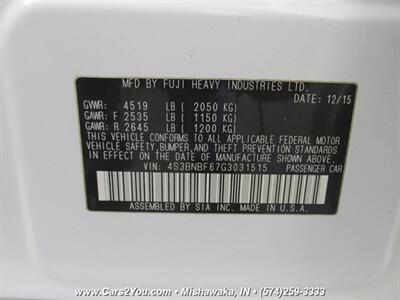 MFD BY FUJI HEAVY INDUSTRIES LTD.
DATE: 12/15
GVWR: 4519 LB ( 2050 KG)
GAWR: F 2535 LB ( 1150 KG)
GAWR: R 2645 LB ( 1200 KG)
THIS VEHICLE CONFORMS TO ALL APPLICABLE FEDERAL MOTOR
VEHICLE SAFETY, BUMPER, AND THEFT PREVENTION STANDARDS
IN EFFECT ON THE DATE OF MANUFACTURE SHOWN ABOVE.
VIN: 4S3BNBF67G3031515 PASSENGER CAR
ASSEMBLED BY SIA INC. MADE IN U.S.A.
www.Cars2You.com - Mishawaka, IN - (574)259-3333